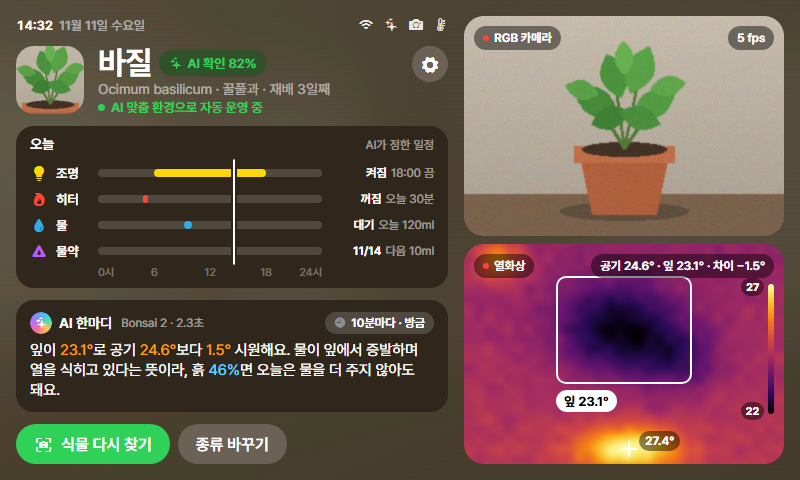 14:32 11월 11일 수요일
바질 AI 확인 82%
Ocimum basilicum · 꿀풀과 · 재배 3일째
AI 맞춤 환경으로 자동 운영 중
오늘 AI가 정한 일정
조명 켜짐 18:00 끔
히터 꺼짐 오늘 30분
물 대기 오늘 120ml
물약 11/14 다음 10ml
0시 6 12 18 24시
AI 한마디 Bonsai 2 · 2.3초 10분마다 · 방금
잎이 23.1°로 공기 24.6°보다 1.5° 시원해요. 물이 잎에서 증발하며
열을 식히고 있다는 뜻이라, 흙 46%면 오늘은 물을 더 주지 않아도
돼요.
식물 다시 찾기 종류 바꾸기
RGB 카메라 5 fps
열화상 공기 24.6° · 잎 23.1° · 차이 −1.5°
27
22
잎 23.1°
27.4°